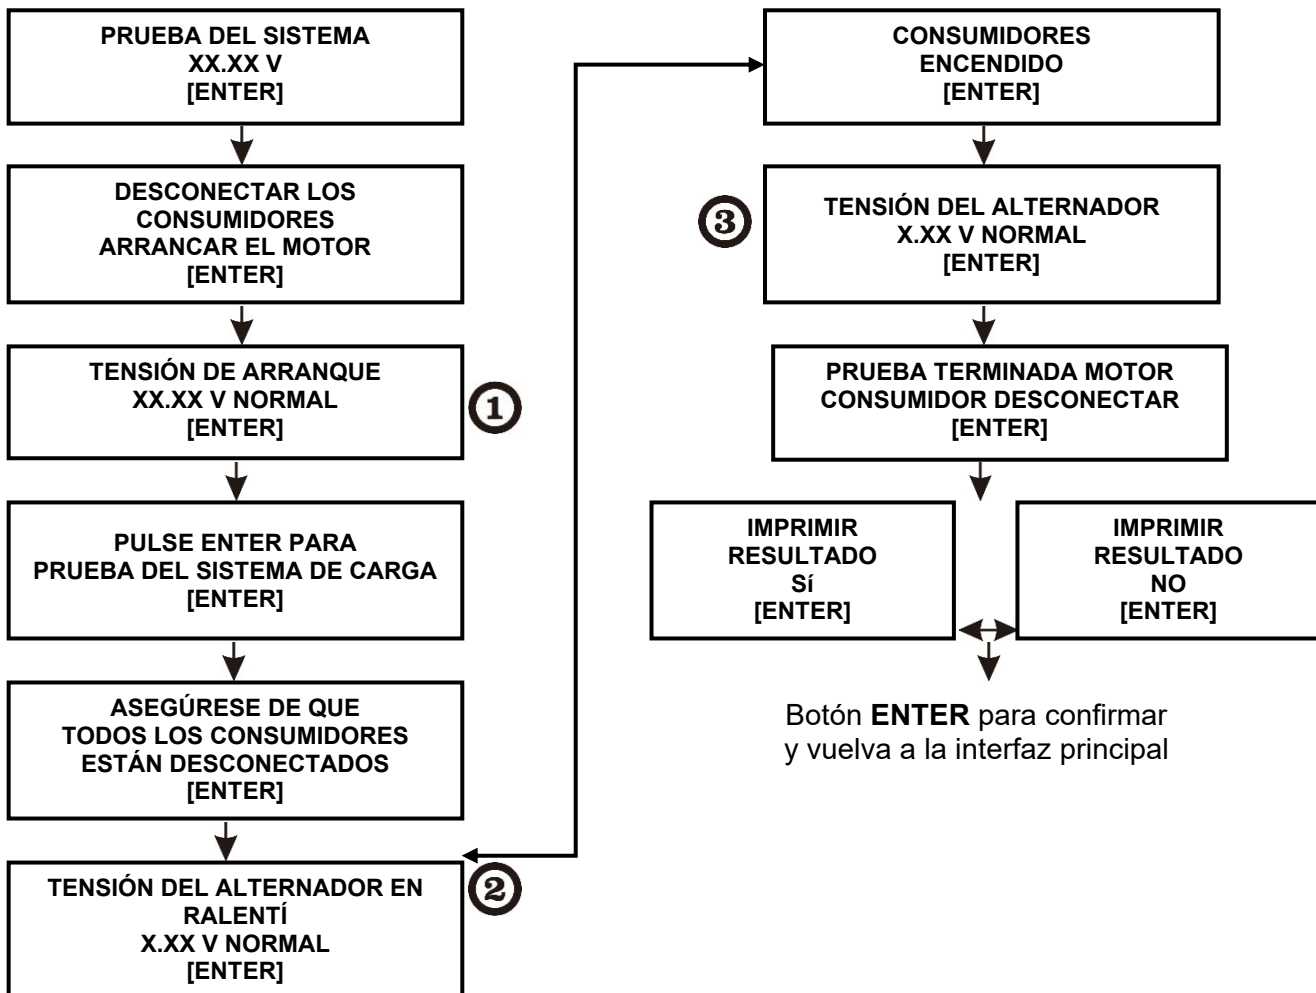 PRUEBA DEL SISTEMA
XX.XX V
[ENTER]
DESCONECTAR LOS
CONSUMIDORES
ARRANCAR EL MOTOR
[ENTER]
TENSIÓN DE ARRANQUE
XX.XX V NORMAL
[ENTER]
1
PULSE ENTER PARA
PRUEBA DEL SISTEMA DE CARGA
[ENTER]
ASEGÚRESE DE QUE
TODOS LOS CONSUMIDORES
ESTÁN DESCONECTADOS
[ENTER]
TENSIÓN DEL ALTERNADOR EN
RALENTÍ
X.XX V NORMAL
[ENTER]
2
CONSUMIDORES
ENCENDIDO
[ENTER]
3
TENSIÓN DEL ALTERNADOR
X.XX V NORMAL
[ENTER]
PRUEBA TERMINADA MOTOR
CONSUMIDOR DESCONECTAR
[ENTER]
IMPRIMIR
RESULTADO
Sí
[ENTER]
IMPRIMIR
RESULTADO
NO
[ENTER]
Botón ENTER para confirmar
y vuelva a la interfaz principal